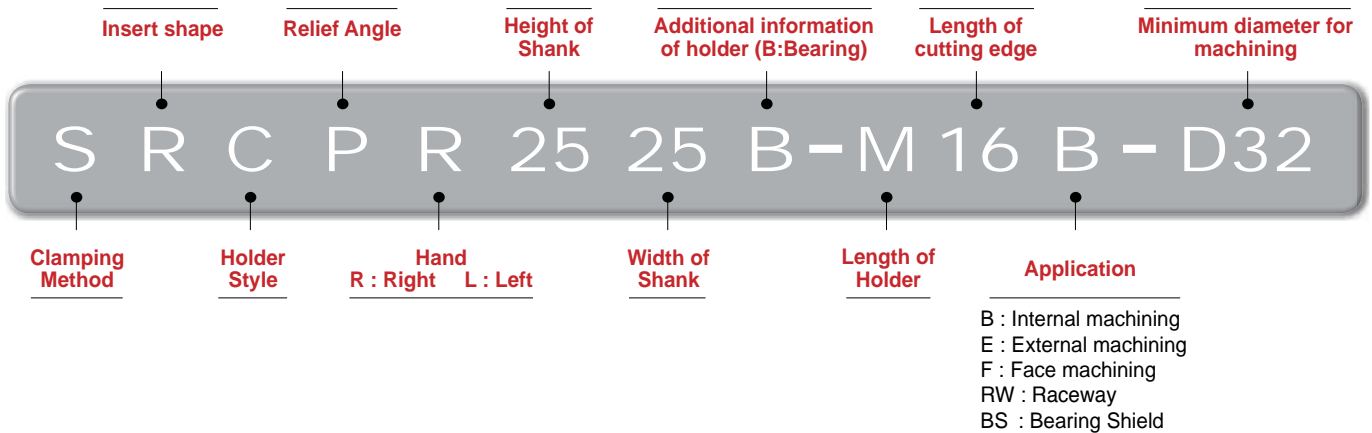 Insert shape
Relief Angle
Height of
Shank
Additional information
of holder (B:Bearing)
Length of
cutting edge
Minimum diameter for
machining
S R C P R 25 25 B - M 16 B - D32
Clamping
Method
Holder
Style
Hand
R : Right L : Left
Width of
Shank
Length of
Holder
Application
B : Internal machining
E : External machining
F : Face machining
RW : Raceway
BS : Bearing Shield